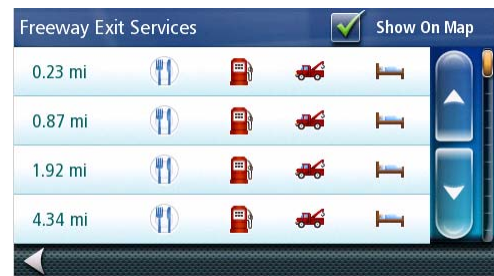 Freeway Exit Services Show On Map
0.23 mi
0.87 mi
1.92 mi
4.34 mi